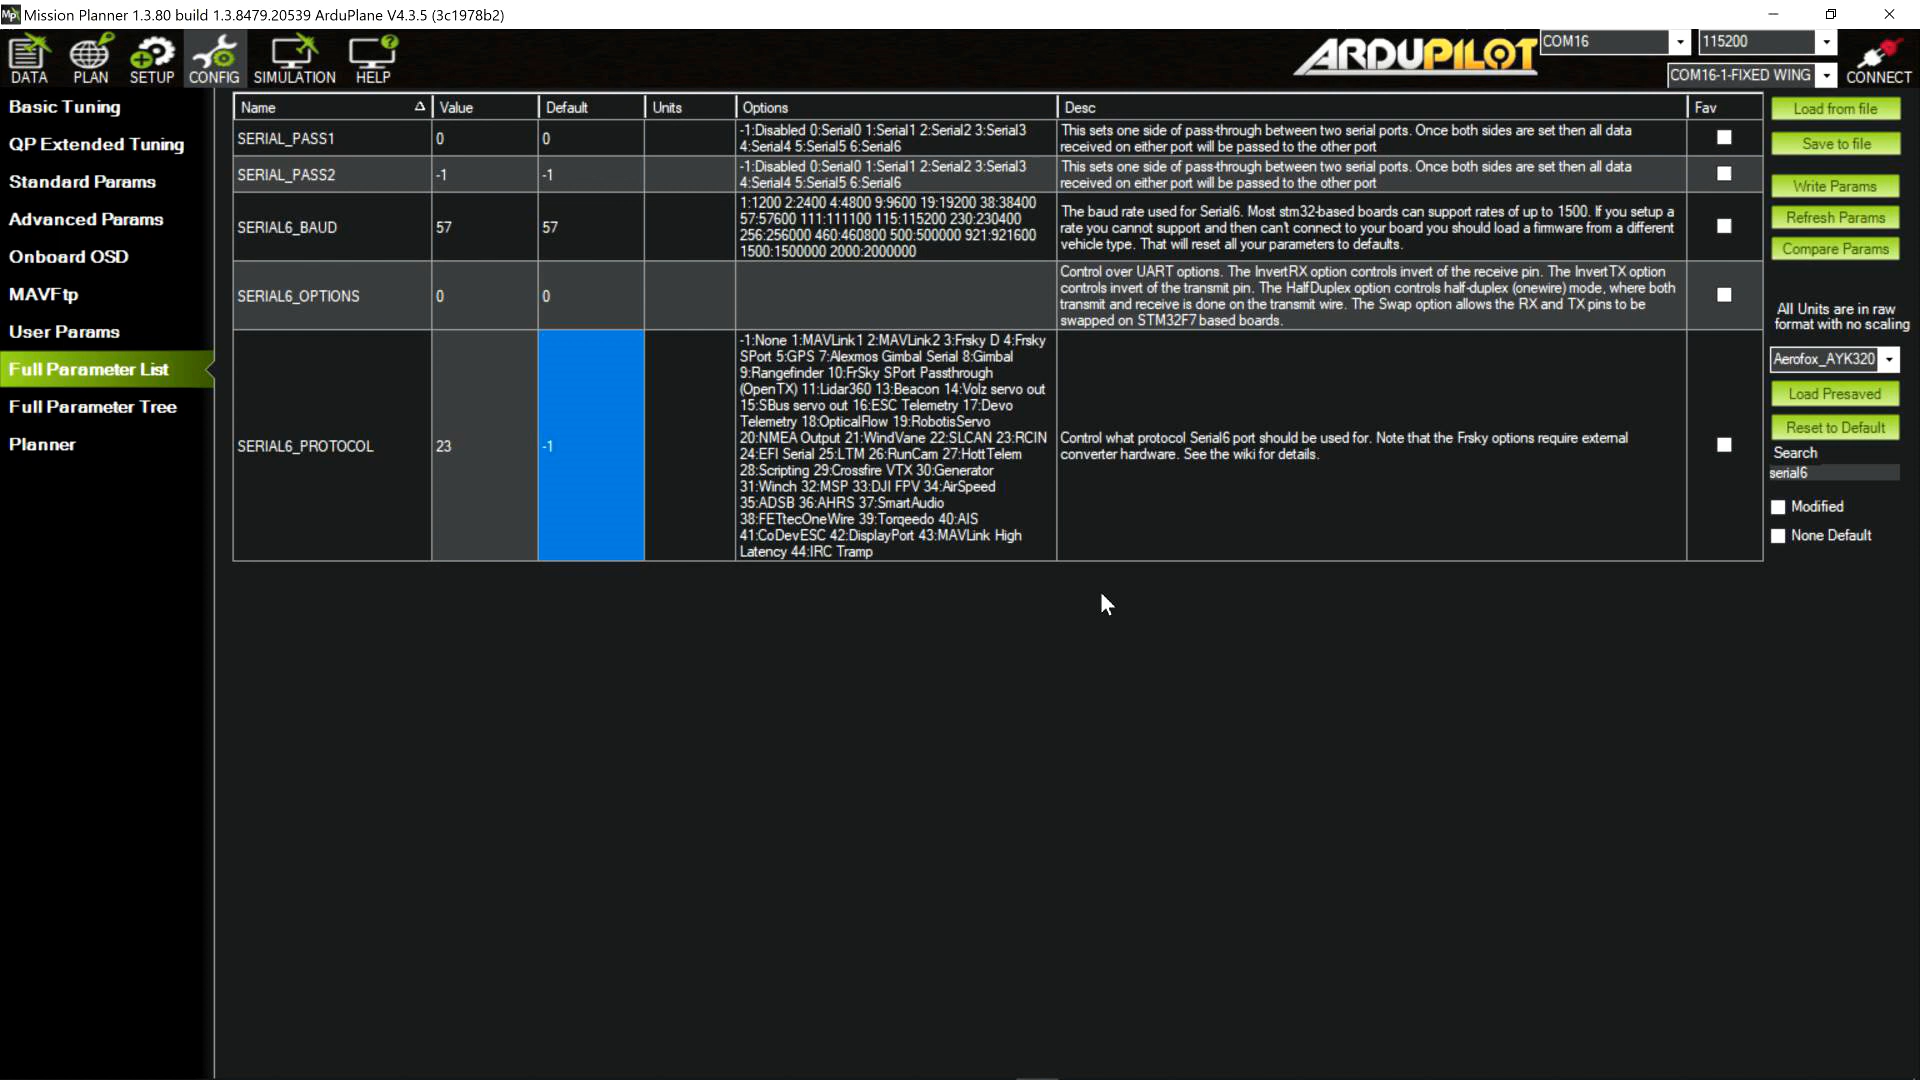 Mission Planner 1.3.80 build 1.3.8479.20539 ArduPlane V4.3.5 (3c1978b2)
DATA
PLAN
SETUP
CONFIG
SIMULATION
HELP
ARDUPILOT
COM16
115200
COM16-1-FIXED WING
CONNECT
Basic Tuning
QP Extended Tuning
Standard Params
Advanced Params
Onboard OSD
MAVFtp
User Params
Full Parameter List
Full Parameter Tree
Planner
Name Value Default Units Options Desc Fav
SERIAL_PASS1
0
0
-1:Disabled 0:Serial0 1:Serial1 2:Serial2 3:Serial3
4:Serial4 5:Serial5 6:Serial6
This sets one side of pass-through between two serial ports. Once both sides are set then all data
received on either port will be passed to the other port
SERIAL_PASS2
-1
-1
-1:Disabled 0:Serial0 1:Serial1 2:Serial2 3:Serial3
4:Serial4 5:Serial5 6:Serial6
This sets one side of pass-through between two serial ports. Once both sides are set then all data
received on either port will be passed to the other port
SERIAL6_BAUD
57
57
1:1200 2:2400 4:4800 9:9600 19:19200 38:38400
57:57600 111:111100 115:115200 230:230400
256:256000 460:460800 500:500000 921:921600
1500:1500000 2000:2000000
The baud rate used for Serial6. Most stm32-based boards can support rates of up to 1500. If you setup a
rate you cannot support and then can't connect to your board you should load a firmware from a different
vehicle type. That will reset all your parameters to defaults.
SERIAL6_OPTIONS
0
0
Control over UART options. The InvertRX option controls invert of the receive pin. The InvertTX option
controls invert of the transmit pin. The HalfDuplex option controls half-duplex (onewire) mode, where both
transmit and receive is done on the transmit wire. The Swap option allows the RX and TX pins to be
swapped on STM32F7 based boards.
SERIAL6_PROTOCOL
23
-1
-1:None 1:MAVLink1 2:MAVLink2 3:Frsky D 4:Frsky
SPort 5:GPS 7:Alexmos Gimbal Serial 8:Gimbal
9:Rangefinder 10:FrSky SPort Passthrough
(OpenTX) 11:Lidar360 13:Beacon 14:Volz servo out
15:SBus servo out 16:ESC Telemetry 17:Devo
Telemetry 18:OpticalFlow 19:RobotisServo
20:NMEA Output 21:WindVane 22:SLCAN 23:RCIN
24:EFI Serial 25:LTM 26:RunCam 27:HottTelem
28:Scripting 29:Crossfire VTX 30:Generator
31:Winch 32:MSP 33:DJI FPV 34:AirSpeed
35:ADSB 36:AHRS 37:SmartAudio
38:FETtecOneWire 39:Torqeedo 40:AIS
41:CoDevESC 42:DisplayPort 43:MAVLink High
Latency 44:IRC Tramp
Control what protocol Serial6 port should be used for. Note that the Frsky options require external
converter hardware. See the wiki for details.
Load from file
Save to file
Write Params
Refresh Params
Compare Params
All Units are in raw
format with no scaling
Aerofox_AYK320
Load Presaved
Reset to Default
Search
serial6
Modified
None Default